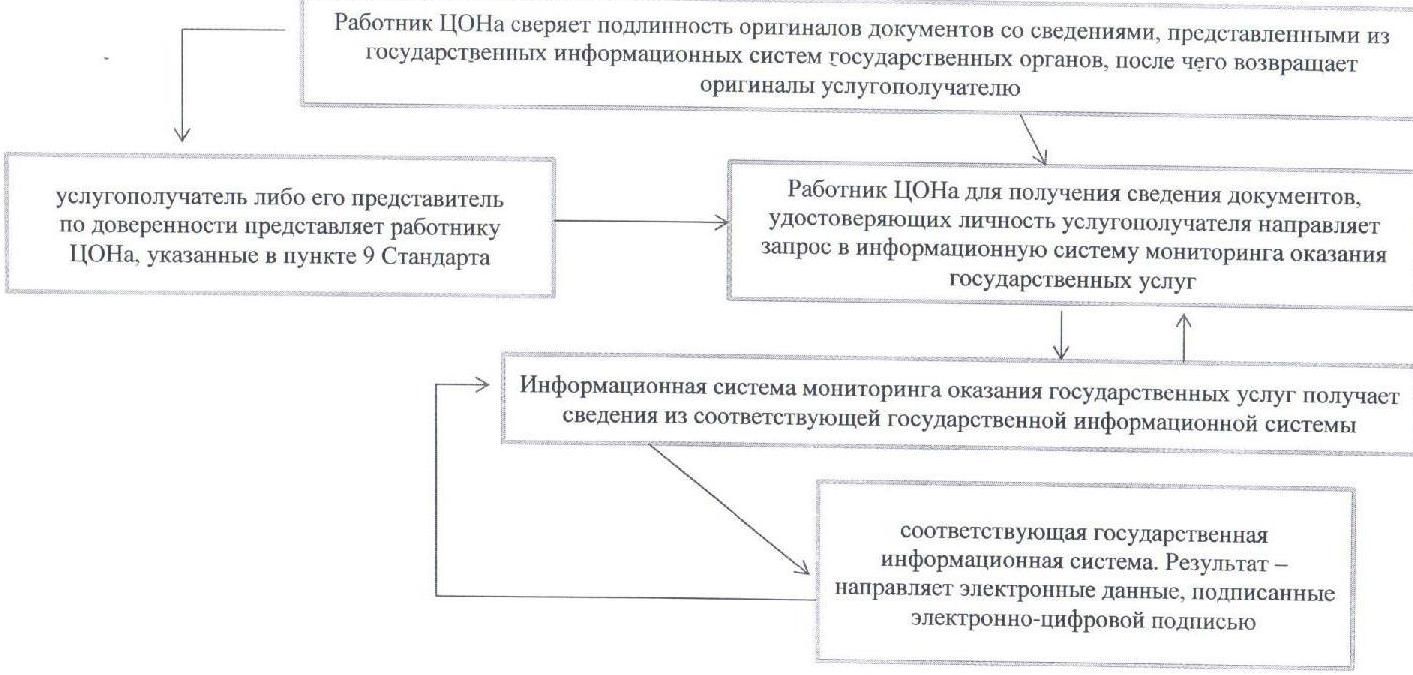 Работник ЦОНа сверяет подлинность оригиналов документов со сведениями, представленными из
государственных информационных систем государственных органов, после чего возвращает
оригиналы услугополучателю
услугополучатель либо его представитель
по доверенности представляет работнику
ЦОНа, указанные в пункте 9 Стандарта
Работник ЦОНа для получения сведения документов,
удостоверяющих личность услугополучателя направляет
запрос в информационную систему мониторинга оказания
государственных услуг
Информационная система мониторинга оказания государственных услуг получает
сведения из соответствующей государственной информационной системы
соответствующая государственная
информационная система. Результат –
направляет электронные данные, подписанные
электронно-цифровой подписью